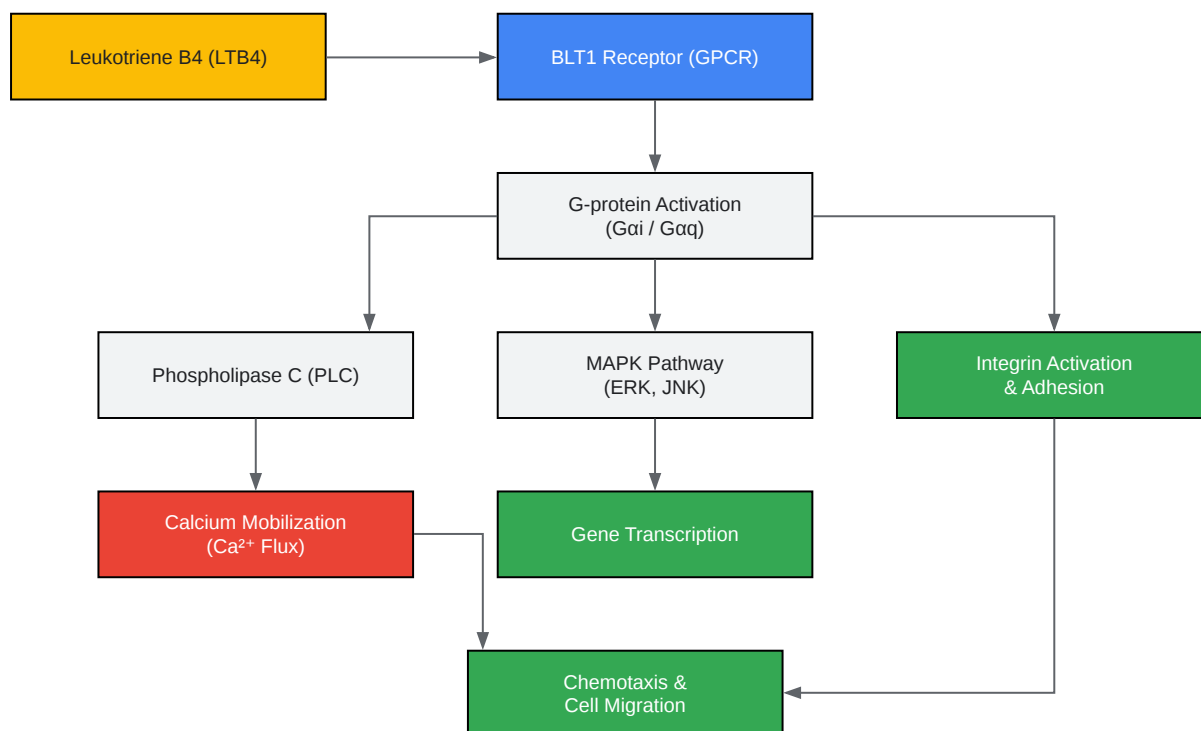 Leukotriene B4 (LTB4)
BLT1 Receptor (GPCR)
G-protein Activation
(Gαi / Gαq)
Phospholipase C (PLC)
MAPK Pathway
(ERK, JNK)
Integrin Activation
& Adhesion
Calcium Mobilization
(Ca²⁺ Flux)
Gene Transcription
Chemotaxis &
Cell Migration